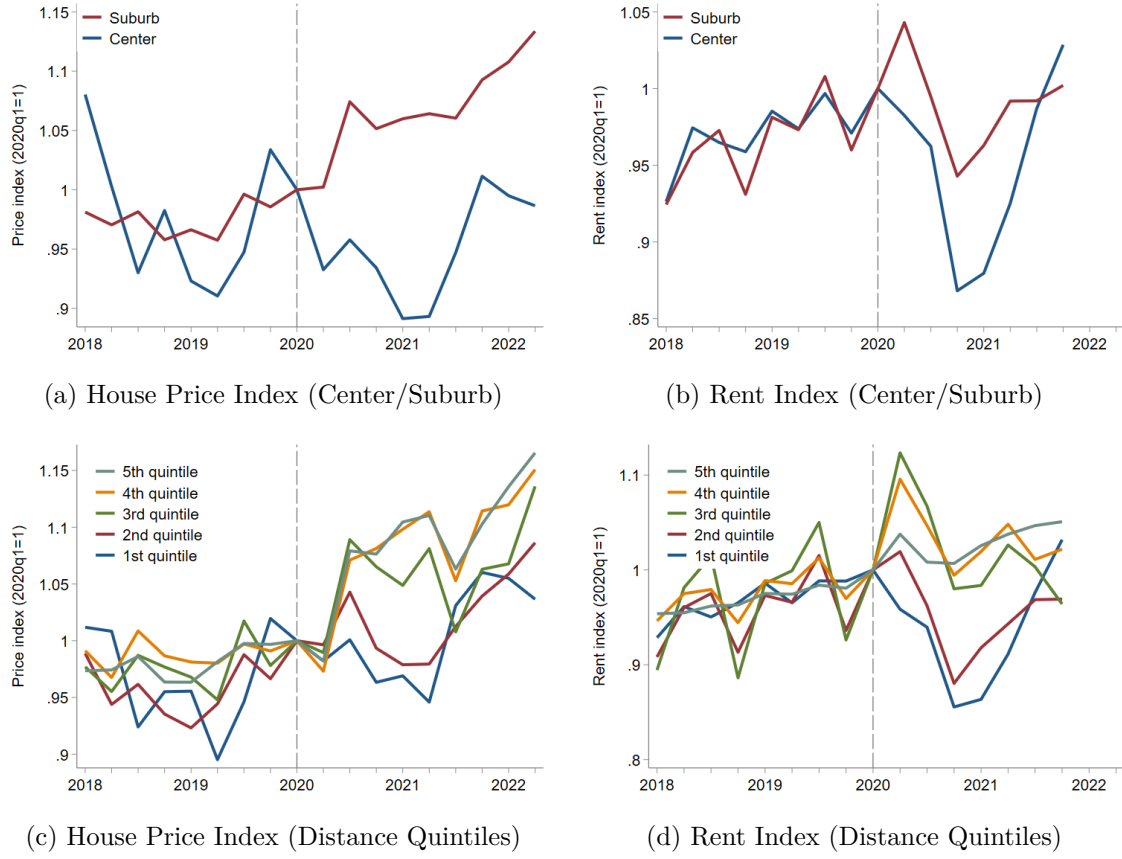 Price index (2020q1=1)
1.15
1.1
1.05
1
.95
.9
Suburb
Center
2018
2019
2020
2021
2022
(a) House Price Index (Center/Suburb)
Rent index (2020q1=1)
1.05
1
.95
.9
.85
Suburb
Center
2018
2019
2020
2021
2022
(b) Rent Index (Center/Suburb)
Price index (2020q1=1)
1.15
1.1
1.05
1
.95
.9
5th quintile
4th quintile
3rd quintile
2nd quintile
1st quintile
2018
2019
2020
2021
2022
(c) House Price Index (Distance Quintiles)
Rent index (2020q1=1)
1.1
1
.9
.8
5th quintile
4th quintile
3rd quintile
2nd quintile
1st quintile
2018
2019
2020
2021
2022
(d) Rent Index (Distance Quintiles)